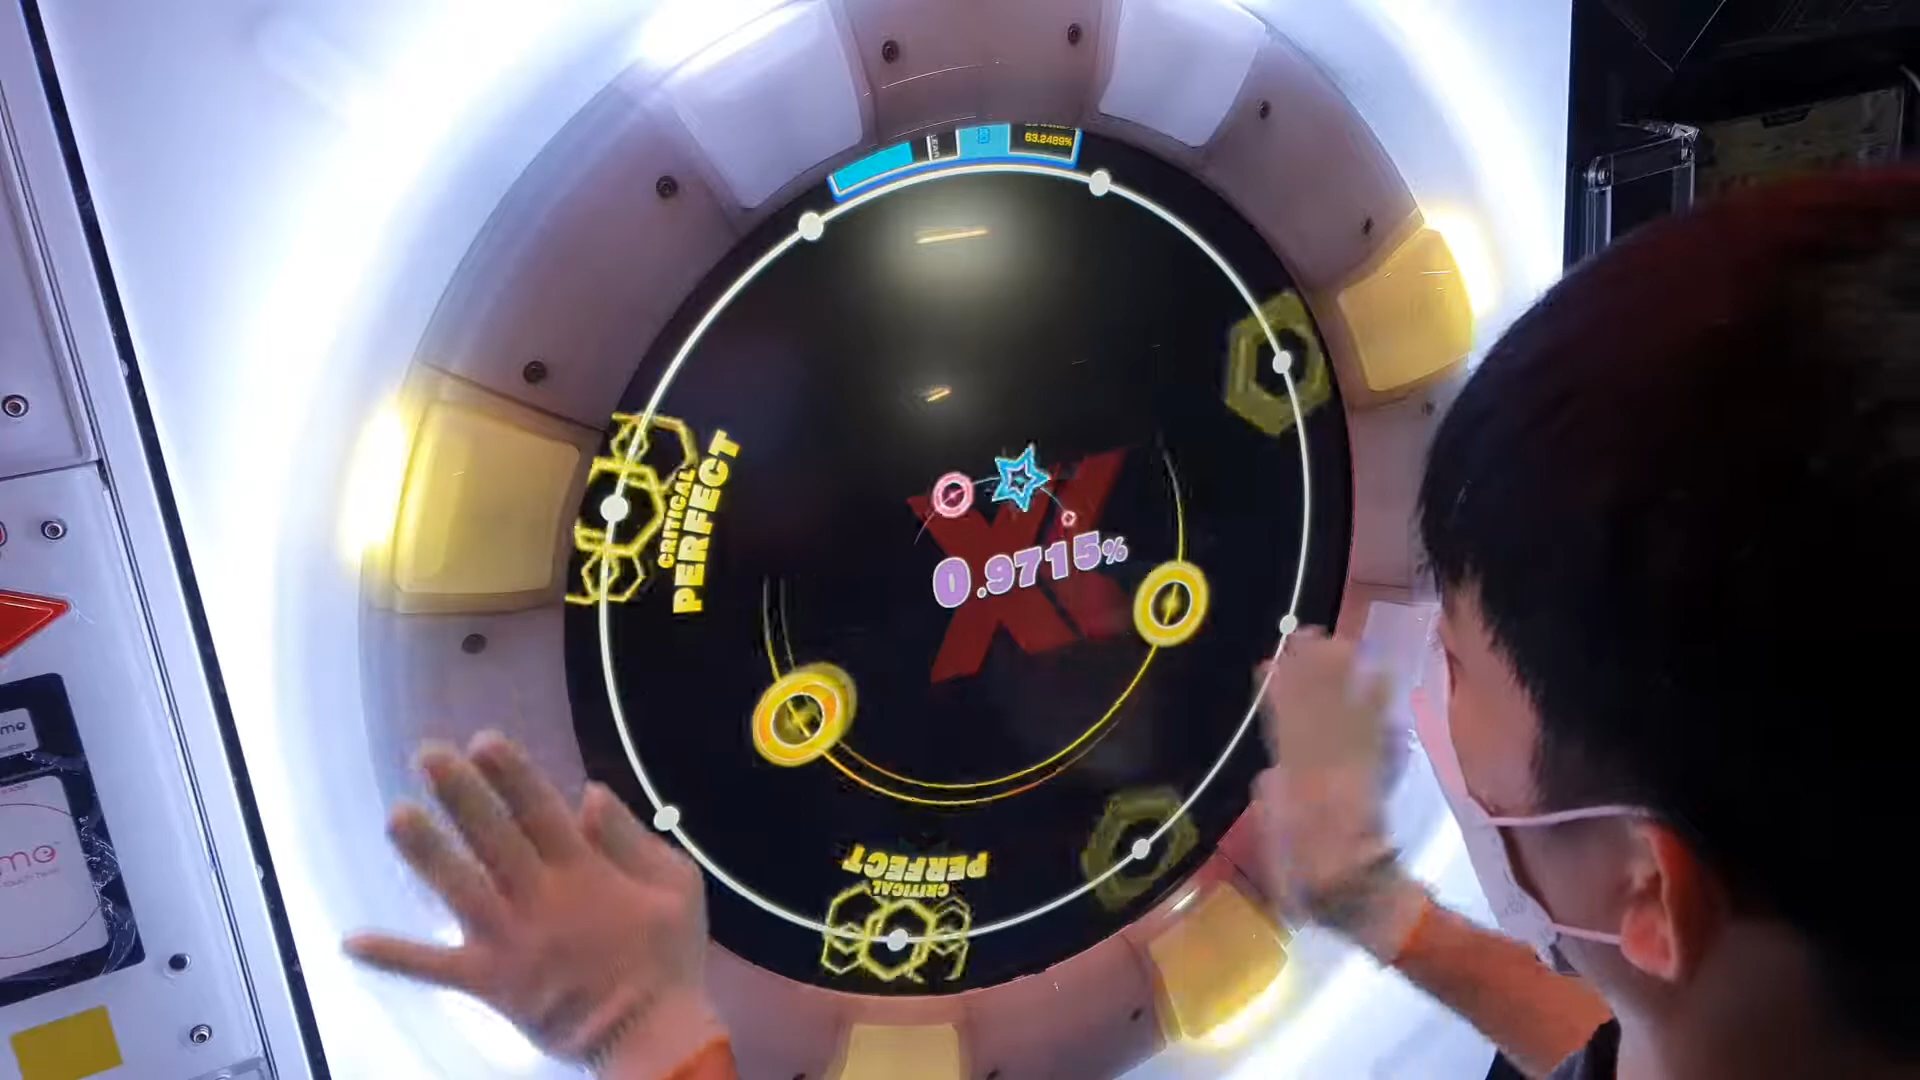 63.2489%
CRITICAL
PERFECT
0.9715%
CRITICAL
PERFECT